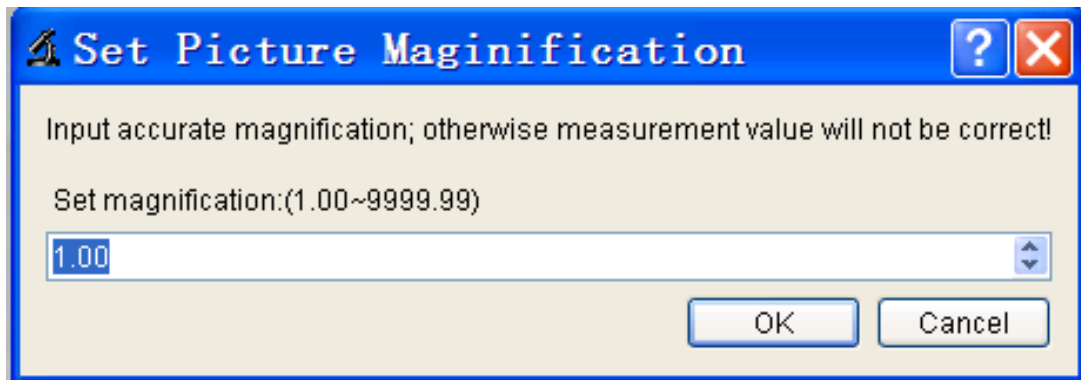 Set Picture Maginification
Input accurate magnification; otherwise measurement value will not be correct!
Set magnification:(1.00~9999.99)
1.00
OK Cancel